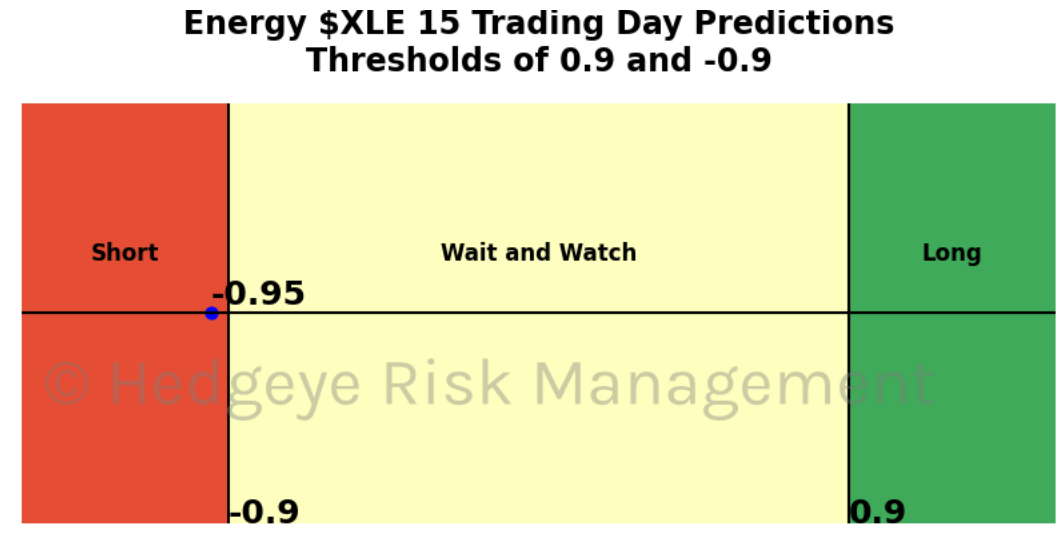 Energy $XLE 15 Trading Day Predictions
Thresholds of 0.9 and -0.9
Short
Wait and Watch
Long
-0.95
© Hedgeye Risk Management
-0.9
0.9